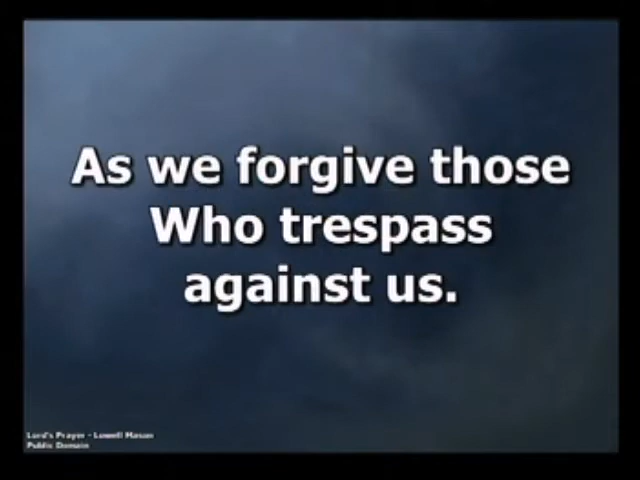 As we forgive those
Who trespass
against us.
Lord's Prayer - Lowell Mason
Public Domain